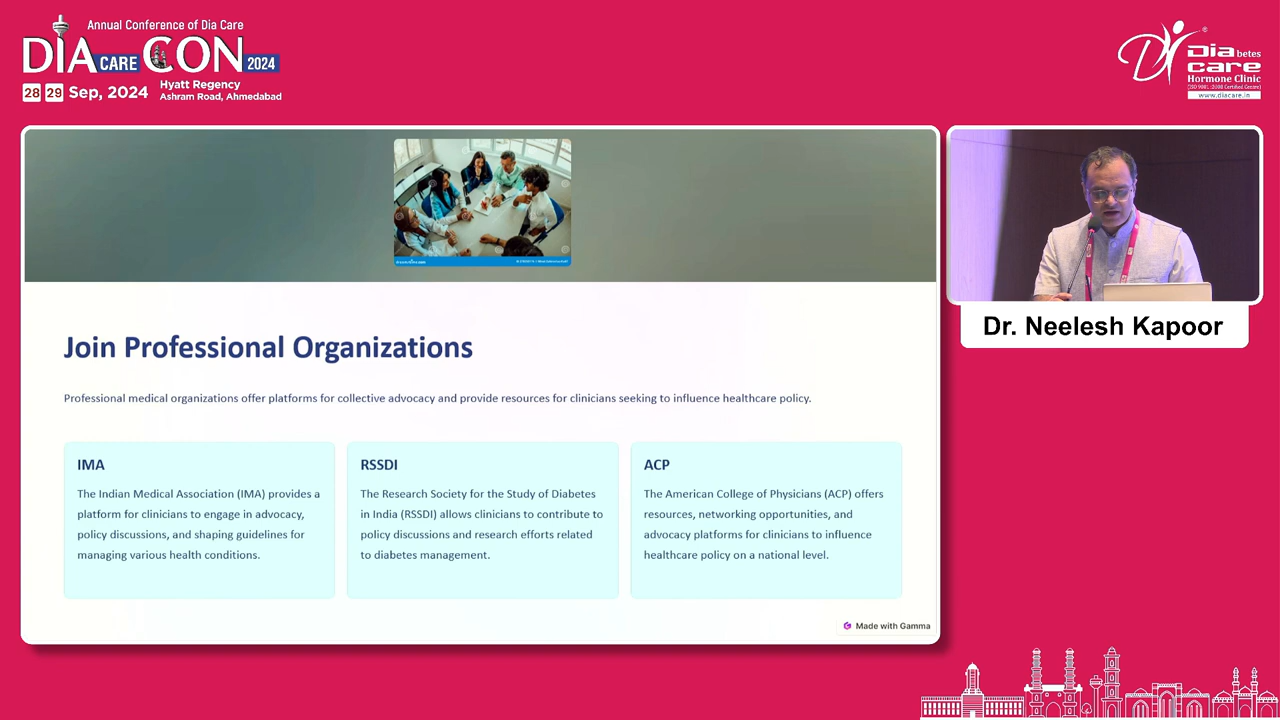 Annual Conference of Dia Care
DIA CARE CON 2024
28 29 Sep, 2024
Hyatt Regency
Ashram Road, Ahmedabad
Diabetes
care
Hormone Clinic
www.diacare.in
Join Professional Organizations
Professional medical organizations offer platforms for collective advocacy and provide resources for clinicians seeking to influence healthcare policy.
IMA
The Indian Medical Association (IMA) provides a
platform for clinicians to engage in advocacy,
policy discussions, and shaping guidelines for
managing various health conditions.
RSSDI
The Research Society for the Study of Diabetes
in India (RSSDI) allows clinicians to contribute to
policy discussions and research efforts related
to diabetes management.
ACP
The American College of Physicians (ACP) offers
resources, networking opportunities, and
advocacy platforms for clinicians to influence
healthcare policy on a national level.
Made with Gamma
Dr. Neelesh Kapoor